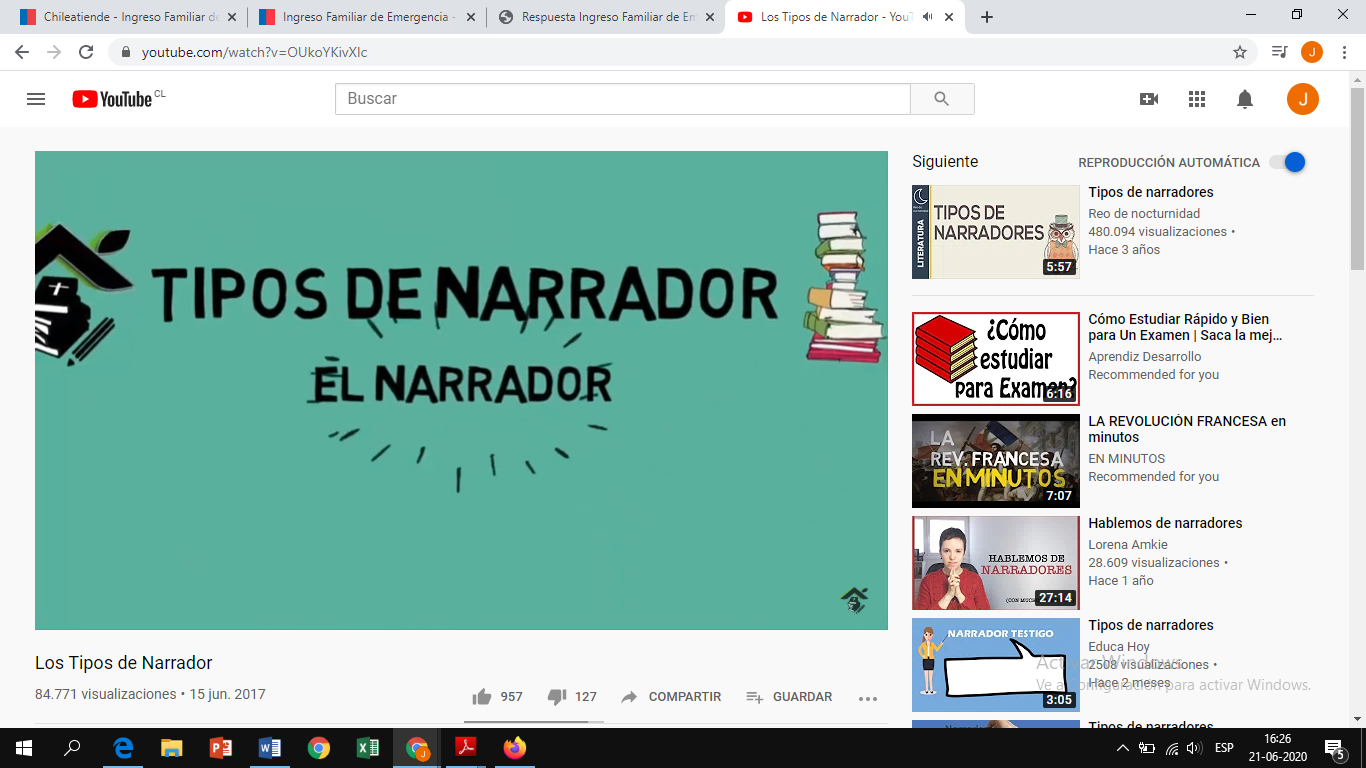 Chileatiende - Ingreso Familiar de
Ingreso Familiar de Emergencia -
Respuesta Ingreso Familiar de Em
Los Tipos de Narrador - YouT
youtube.com/watch?v=OUkoYKivXIc
J
YouTube CL
Buscar
J
TIPOS DE NARRADOR
EL NARRADOR
Los Tipos de Narrador
84.771 visualizaciones • 15 jun. 2017
957
127
COMPARTIR
GUARDAR
Siguiente
REPRODUCCIÓN AUTOMÁTICA
LITERATURA
TIPOS DE
NARRADORES
5:57
Tipos de narradores
Reo de nocturnidad
480.094 visualizaciones •
Hace 3 años
¿Cómo
estudiar
para Examen?
6:16
Cómo Estudiar Rápido y Bien
para Un Examen | Saca la mej...
Aprendiz Desarrollo
Recommended for you
LA
REV. FRANCESA
EN MINUTOS
7:07
LA REVOLUCIÓN FRANCESA en
minutos
EN MINUTOS
Recommended for you
HABLEMOS DE
NARRADORES
27:14
Hablemos de narradores
Lorena Amkie
28.609 visualizaciones •
Hace 1 año
NARRADOR TESTIGO
3:05
Tipos de narradores
Educa Hoy
2508 visualizaciones •
Hace 2 meses
Activar Windows
Ve a Configuración para activar Windows.
Tipos de narradores
J
ESP
16:26
21-06-2020
5